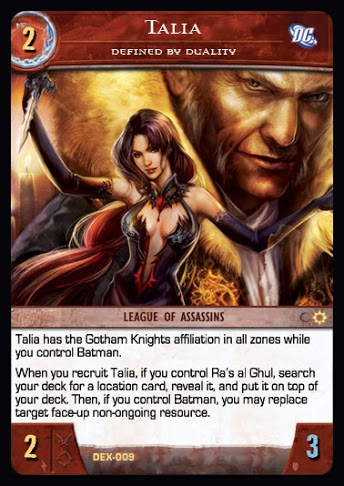 2
TALIA
DEFINED BY DUALITY
DC
LEAGUE OF ASSASSINS
Talia has the Gotham Knights affiliation in all zones while
you control Batman.
When you recruit Talia, if you control Ra's al Ghul, search
your deck for a location card, reveal it, and put it on top of
your deck. Then, if you control Batman, you may replace
target face-up non-ongoing resource.
2
DEX-009
3